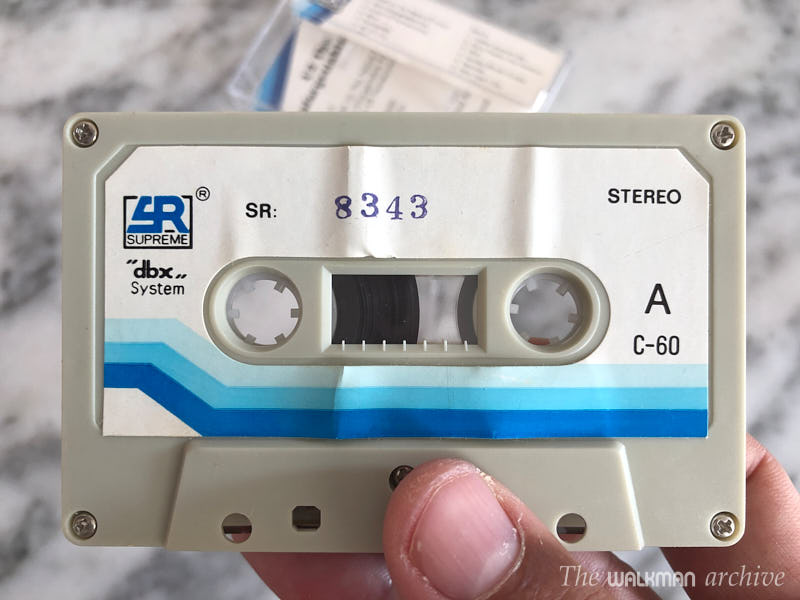 SR ®
SUPREME
SR: 8343
STEREO
"dbx"
System
A
C-60
The WALKMAN archive